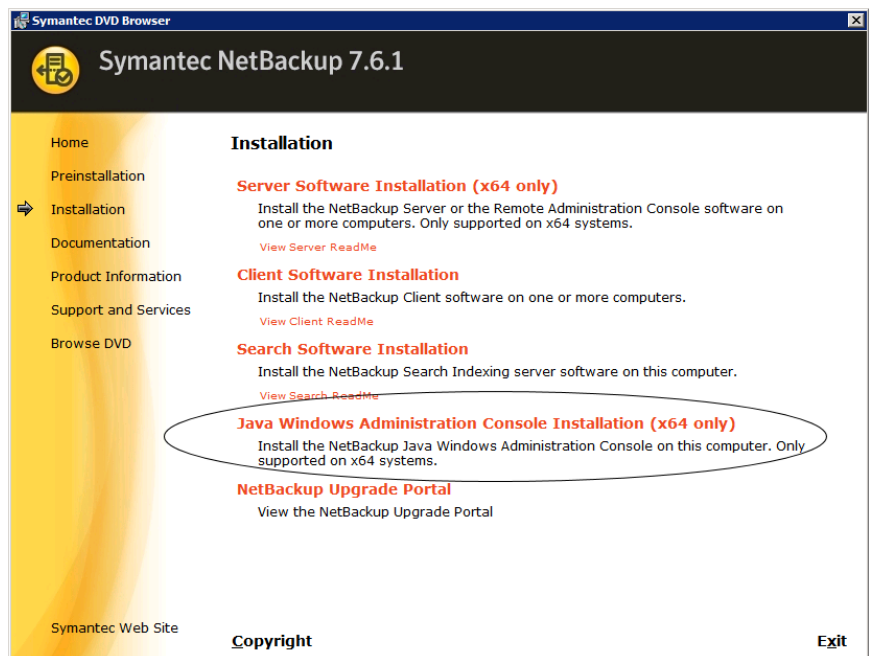 Symantec DVD Browser
Symantec NetBackup 7.6.1
Home
Preinstallation
Installation
Documentation
Product Information
Support and Services
Browse DVD
Symantec Web Site
Installation
Server Software Installation (x64 only)
Install the NetBackup Server or the Remote Administration Console software on
one or more computers. Only supported on x64 systems.
View Server ReadMe
Client Software Installation
Install the NetBackup Client software on one or more computers.
View Client ReadMe
Search Software Installation
Install the NetBackup Search Indexing server software on this computer.
View Search ReadMe
Java Windows Administration Console Installation (x64 only)
Install the NetBackup Java Windows Administration Console on this computer. Only
supported on x64 systems.
NetBackup Upgrade Portal
View the NetBackup Upgrade Portal
Copyright
Exit